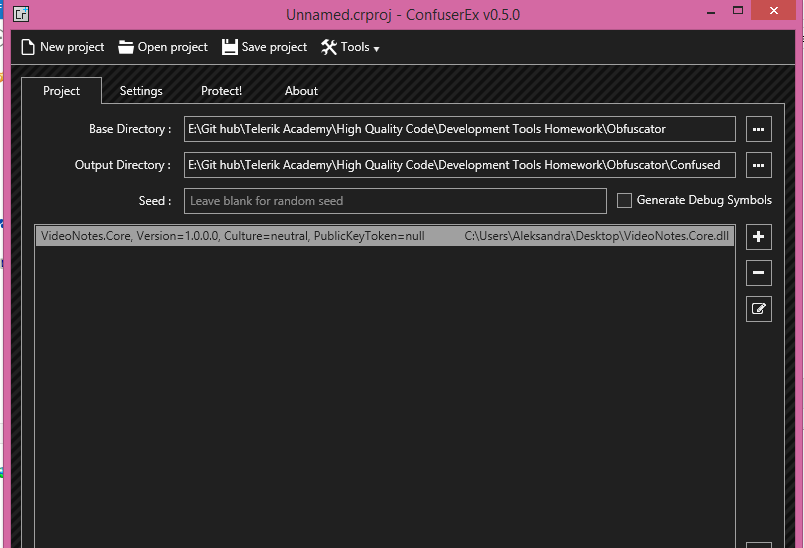 Unnamed.crproj - ConfuserEx v0.5.0
New project Open project Save project Tools
Project Settings Protect! About
Base Directory : E:\Git hub\Telerik Academy\High Quality Code\Development Tools Homework\Obfuscator
Output Directory : E:\Git hub\Telerik Academy\High Quality Code\Development Tools Homework\Obfuscator\Confused
Seed : Leave blank for random seed Generate Debug Symbols
VideoNotes.Core, Version=1.0.0.0, Culture=neutral, PublicKeyToken=null C:\Users\Aleksandra\Desktop\VideoNotes.Core.dll